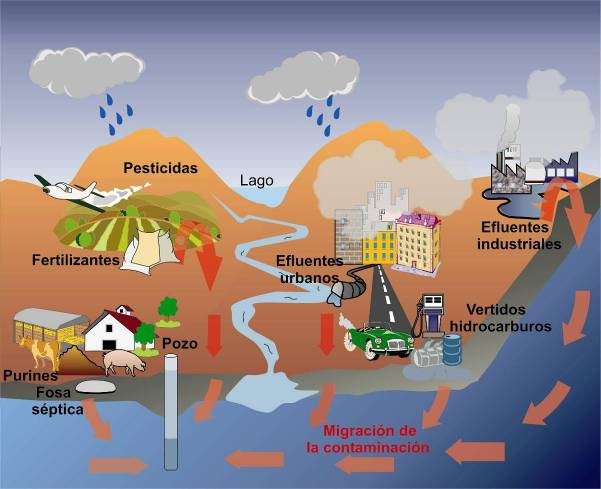 Pesticidas
Lago
Fertilizantes
Efluentes
urbanos
Efluentes
industriales
Vertidos
hidrocarburos
Pozo
Purines
Fosa
séptica
Migración de
la contaminación